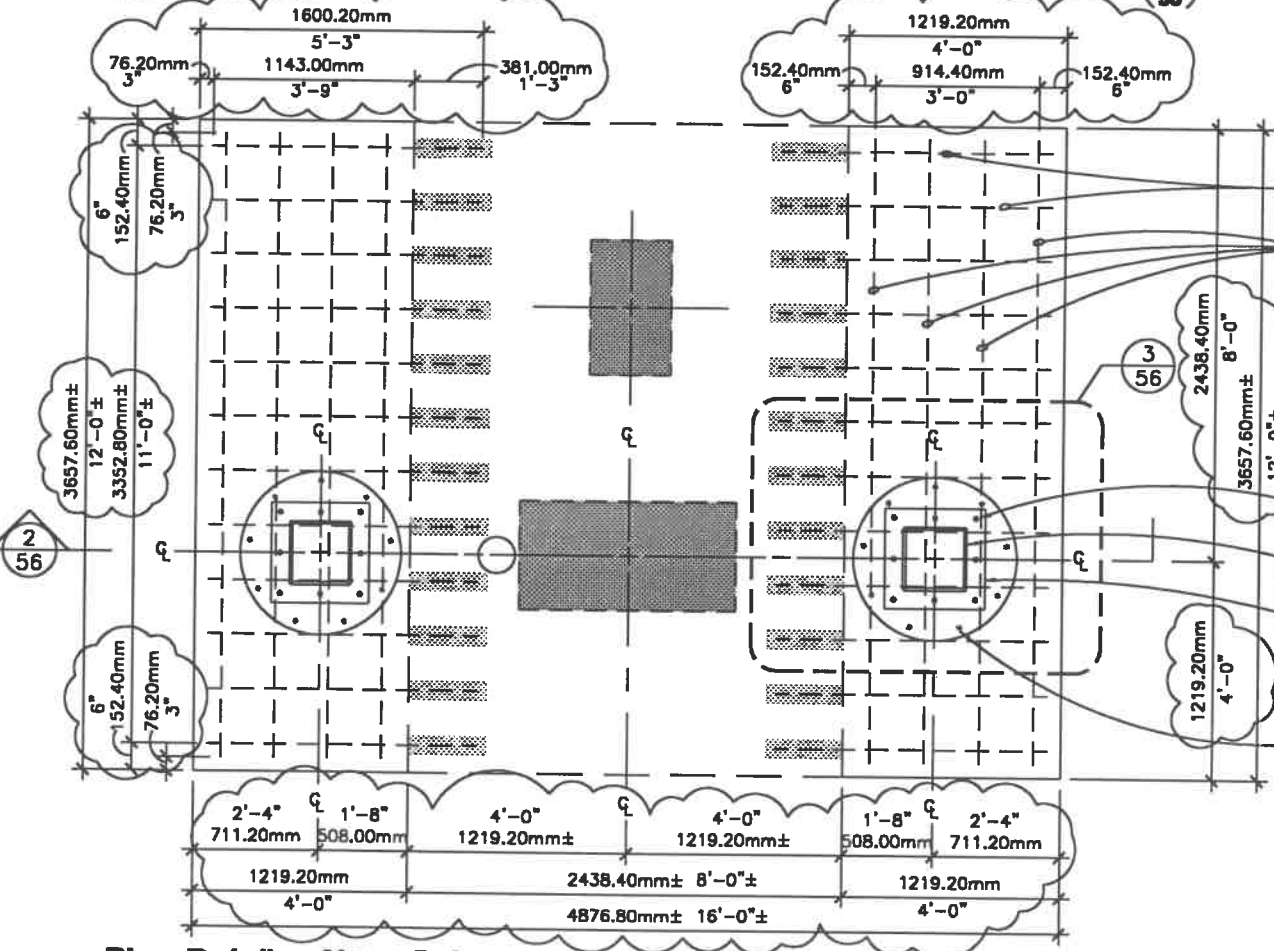 1600.20mm
5'-3"
76.20mm
3"
1143.00mm
3'-9"
381.00mm
1'-3"
1219.20mm
4'-0"
152.40mm
6"
914.40mm
3'-0"
152.40mm
6"
6"
152.40mm
76.20mm
3"
3657.60mm±
12'-0"±
3352.80mm±
11'-0"±
2438.40mm
8'-0"
3657.60mm±
3
56
2
56
℄
℄
℄
℄
℄
6"
152.40mm
76.20mm
3"
1219.20mm
4'-0"
2'-4"
711.20mm
℄
1'-8"
508.00mm
4'-0"
1219.20mm±
℄
4'-0"
1219.20mm±
1'-8"
508.00mm
℄
2'-4"
711.20mm
1219.20mm
4'-0"
2438.40mm± 8'-0"±
1219.20mm
4'-0"
4876.80mm± 16'-0"±